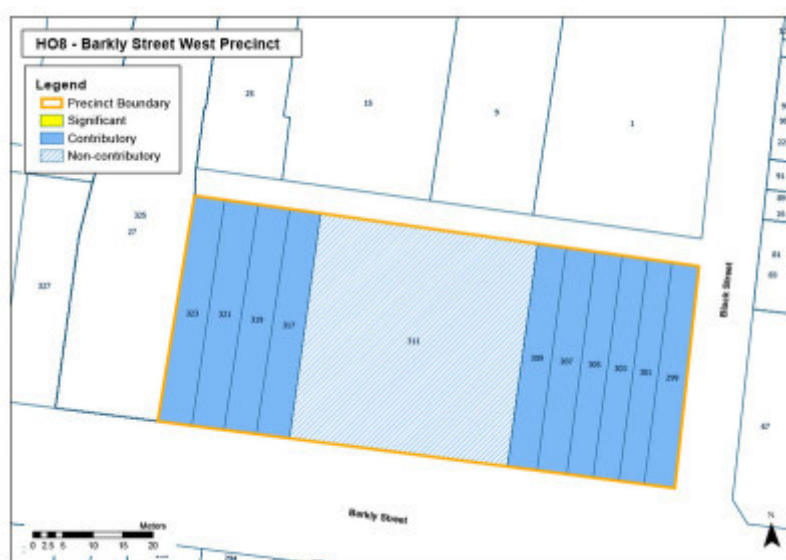 HO8 - Barkly Street West Precinct
Legend
Precinct Boundary
Significant
Contributory
Non-contributory
15
9
1
325
27
327
323
321
319
317
311
309
307
305
303
301
299
Black Street
91
67
Barkly Street
N
Meters
0 2.5 5 10 15 20